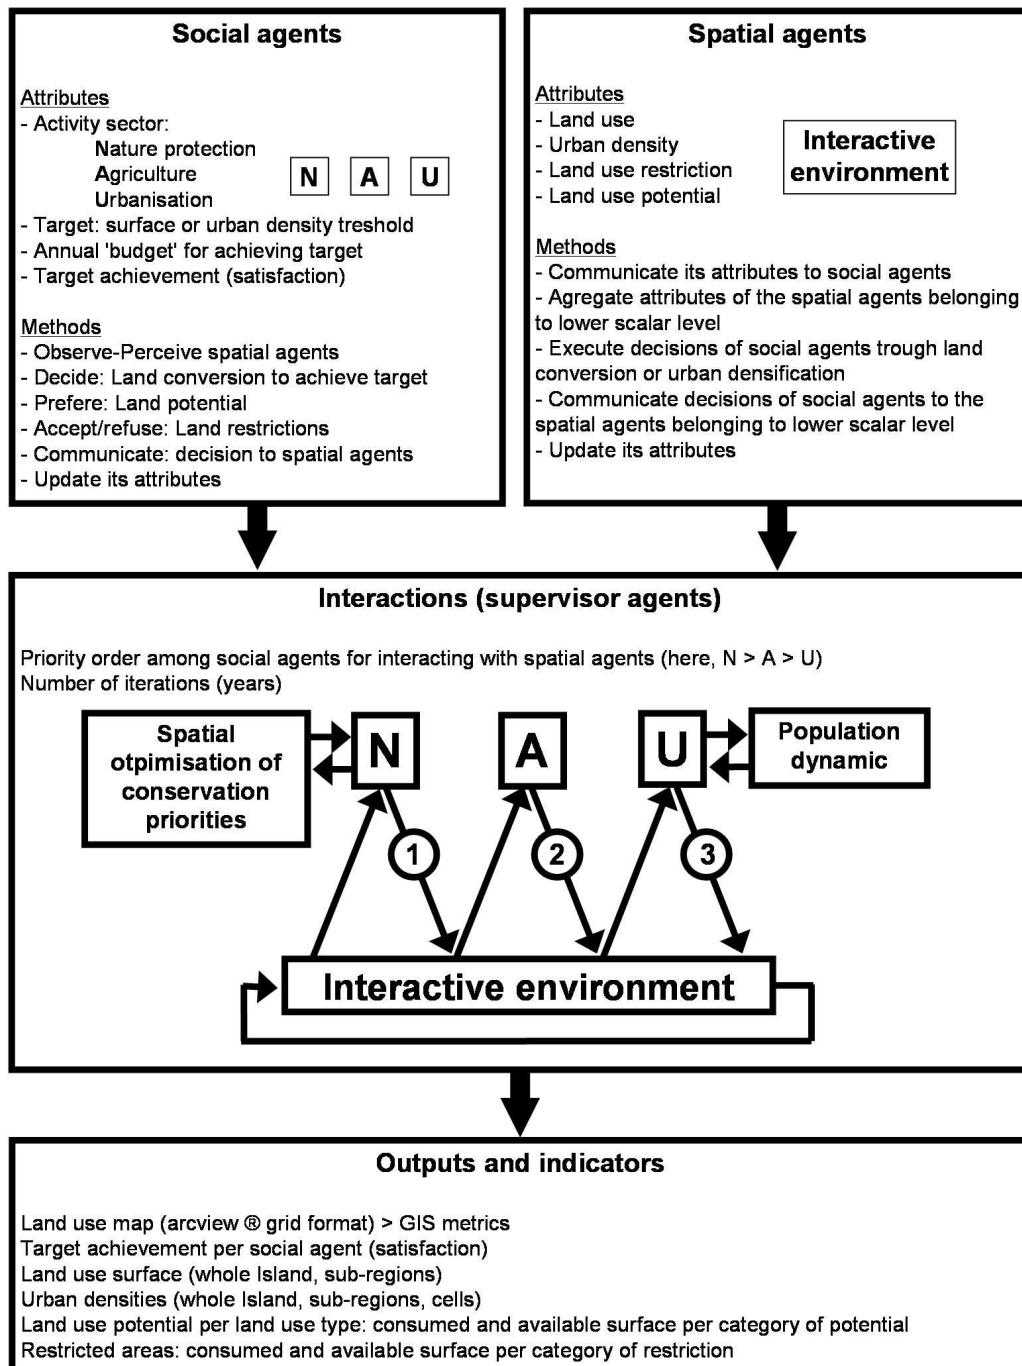 Social agents
Attributes
- Activity sector:
Nature protection
Agriculture
Urbanisation
N A U
- Target: surface or urban density treshold
- Annual 'budget' for achieving target
- Target achievement (satisfaction)
Methods
- Observe-Perceive spatial agents
- Decide: Land conversion to achieve target
- Prefere: Land potential
- Accept/refuse: Land restrictions
- Communicate: decision to spatial agents
- Update its attributes
Spatial agents
Attributes
- Land use
- Urban density
- Land use restriction
- Land use potential
Interactive
environment
Methods
- Communicate its attributes to social agents
- Agregate attributes of the spatial agents belonging
to lower scalar level
- Execute decisions of social agents trough land
conversion or urban densification
- Communicate decisions of social agents to the
spatial agents belonging to lower scalar level
- Update its attributes
Interactions (supervisor agents)
Priority order among social agents for interacting with spatial agents (here, N > A > U)
Number of iterations (years)
Spatial
otpimisation of
conservation
priorities
N
A
U
Population
dynamic
1
2
3
Interactive environment
Outputs and indicators
Land use map (arcview ® grid format) > GIS metrics
Target achievement per social agent (satisfaction)
Land use surface (whole Island, sub-regions)
Urban densities (whole Island, sub-regions, cells)
Land use potential per land use type: consumed and available surface per category of potential
Restricted areas: consumed and available surface per category of restriction